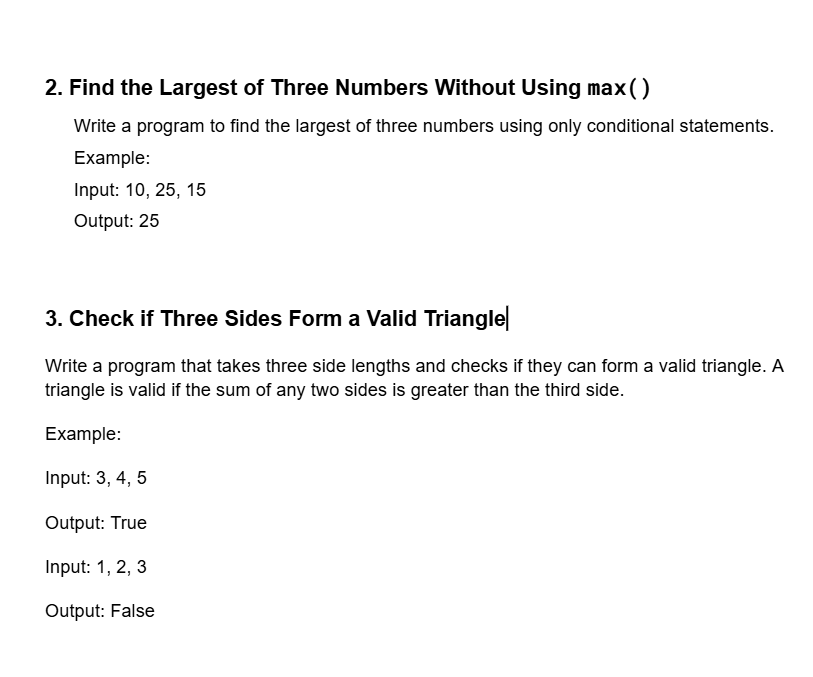 2. Find the Largest of Three Numbers Without Using max()
Write a program to find the largest of three numbers using only conditional statements.
Example:
Input: 10, 25, 15
Output: 25
3. Check if Three Sides Form a Valid Triangle
Write a program that takes three side lengths and checks if they can form a valid triangle. A
triangle is valid if the sum of any two sides is greater than the third side.
Example:
Input: 3, 4, 5
Output: True
Input: 1, 2, 3
Output: False